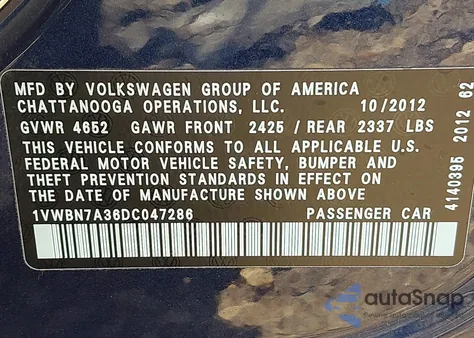 MFD BY VOLKSWAGEN GROUP OF AMERICA
CHATTANOOGA OPERATIONS, LLC. 10/2012
GVWR 4652 GAWR FRONT 2425 / REAR 2337 LBS
THIS VEHICLE CONFORMS TO ALL APPLICABLE U.S.
FEDERAL MOTOR VEHICLE SAFETY, BUMPER AND
THEFT PREVENTION STANDARDS IN EFFECT ON
THE DATE OF MANUFACTURE SHOWN ABOVE
1VWBN7A36DC047286 PASSENGER CAR
4140395 2012 62
autoSnap